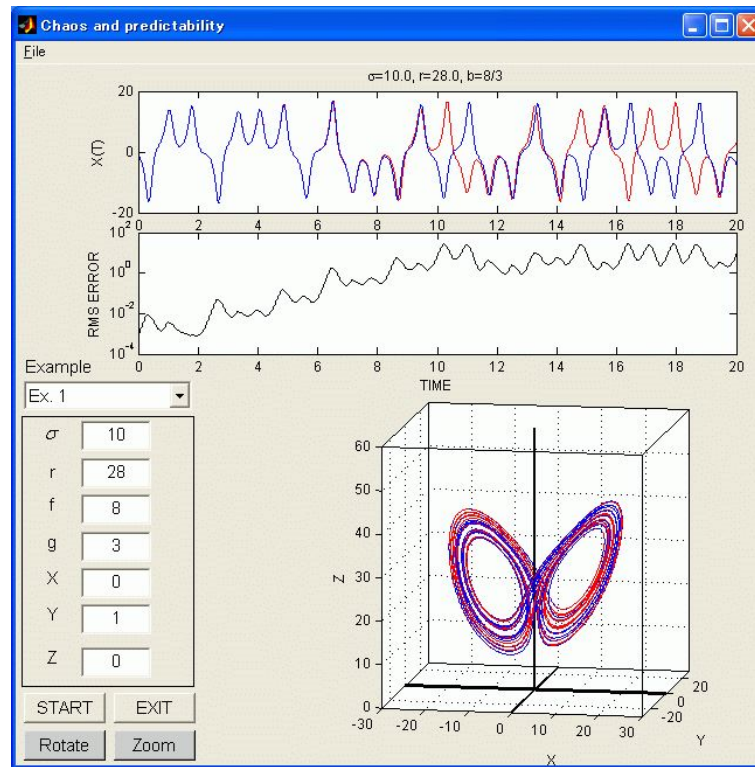 Chaos and predictability
File
σ=10.0, r=28.0, b=8/3
20
0
-20
X(T)
0 2 4 6 8 10 12 14 16 18 20
10^2
10^0
10^-2
10^-4
RMS ERROR
0 2 4 6 8 10 12 14 16 18 20
TIME
Example
Ex. 1
σ 10
r 28
f 8
g 3
X 0
Y 1
Z 0
START EXIT
Rotate Zoom
60
50
40
30
20
10
0
Z
-30 -20 -10 0 10 20 30
X
20
0
-20
Y